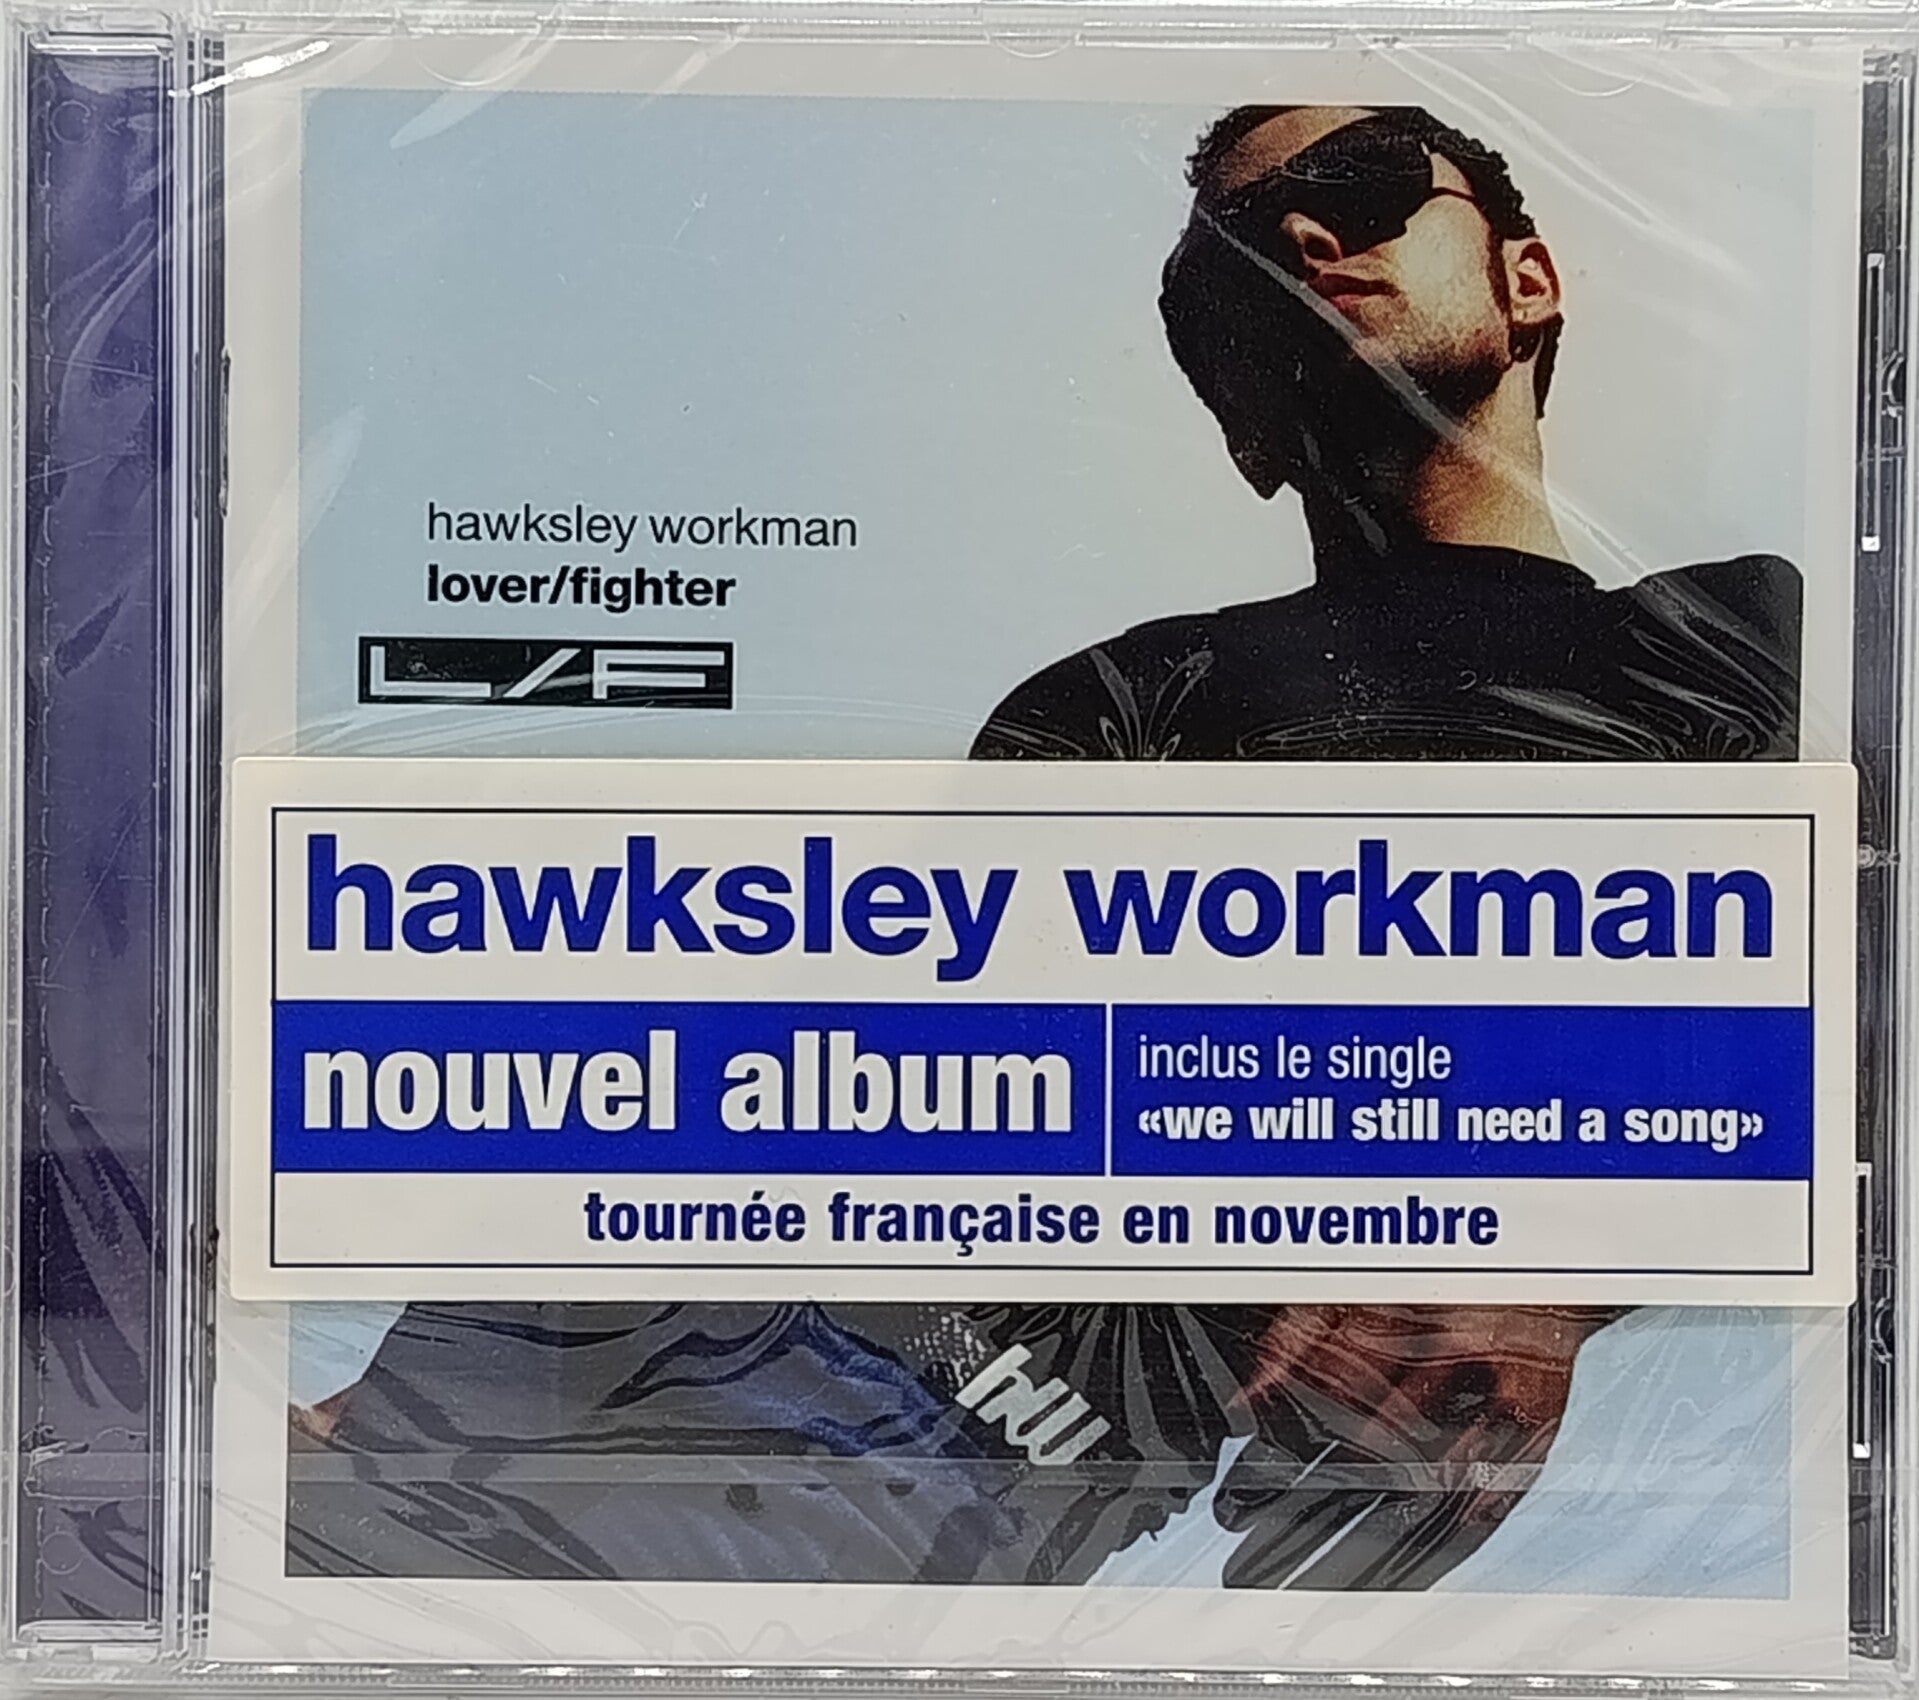 hawksley workman
lover/fighter
L/F
hawksley workman
nouvel album
inclus le single
«we will still need a song»
tournée française en novembre
hw